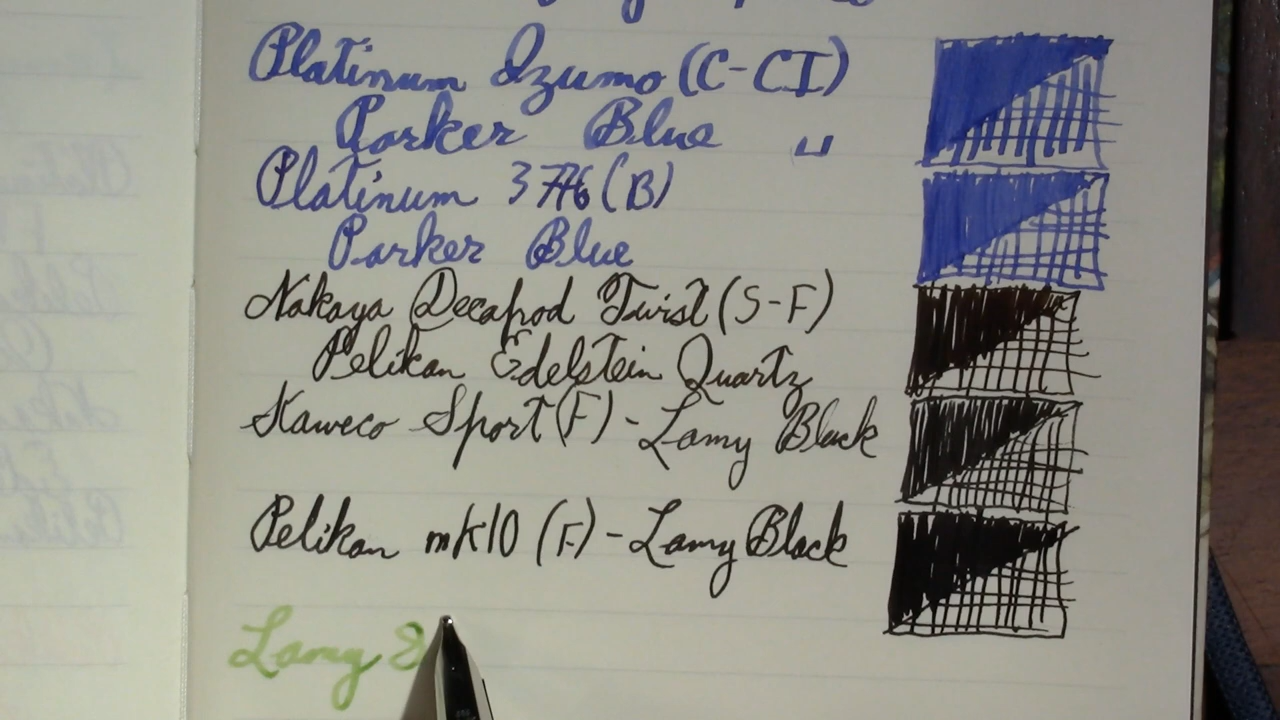 Platinum Izumo (C-CI)
Parker Blue "
Platinum 3776 (B)
Parker Blue
Nakaya Decapod Twist (S-F)
Pelikan Edelstein Quartz
Kaweco Sport (F) - Lamy Black
Pelikan mk10 (F) - Lamy Black
Lamy